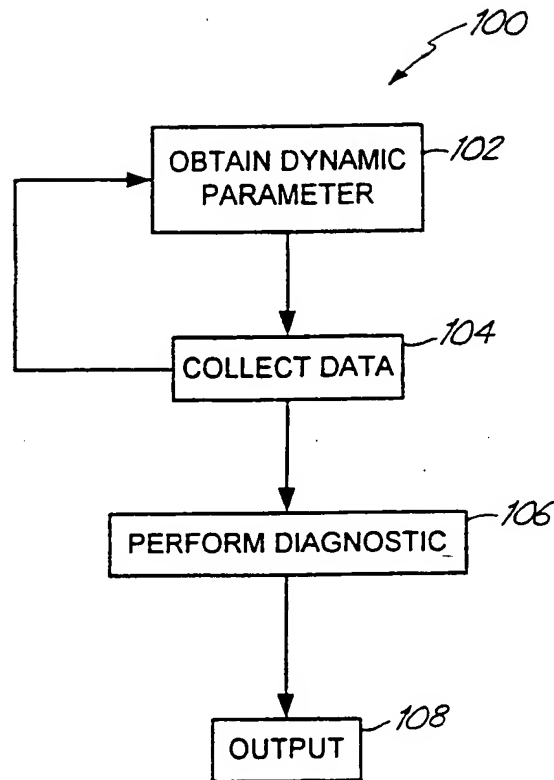 100
OBTAIN DYNAMIC
PARAMETER
102
COLLECT DATA
104
PERFORM DIAGNOSTIC
106
OUTPUT
108